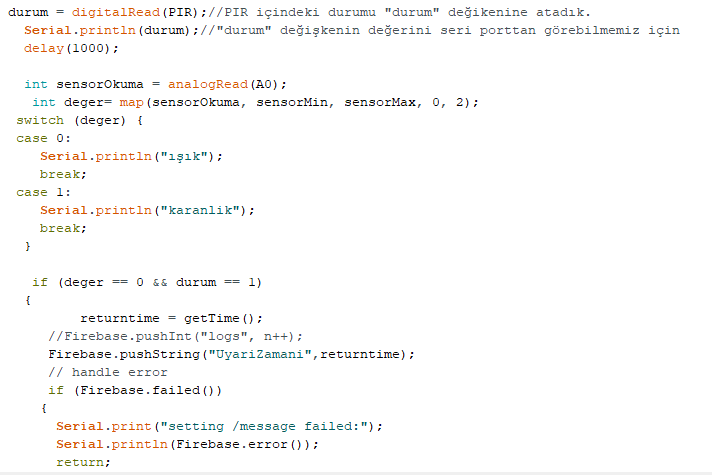 durum = digitalRead(PIR);//PIR içindeki durumu "durum" değikenine atadık.
Serial.println(durum);//"durum" değişkenin değerini seri porttan görebilmemiz için
delay(1000);
int sensorOkuma = analogRead(A0);
int deger= map(sensorOkuma, sensorMin, sensorMax, 0, 2);
switch (deger) {
case 0:
Serial.println("ışık");
break;
case 1:
Serial.println("karanlik");
break;
}
if (deger == 0 && durum == 1)
{
returntime = getTime();
//Firebase.pushInt("logs", n++);
Firebase.pushString("UyariZamani",returntime);
// handle error
if (Firebase.failed())
{
Serial.print("setting /message failed:");
Serial.println(Firebase.error());
return;